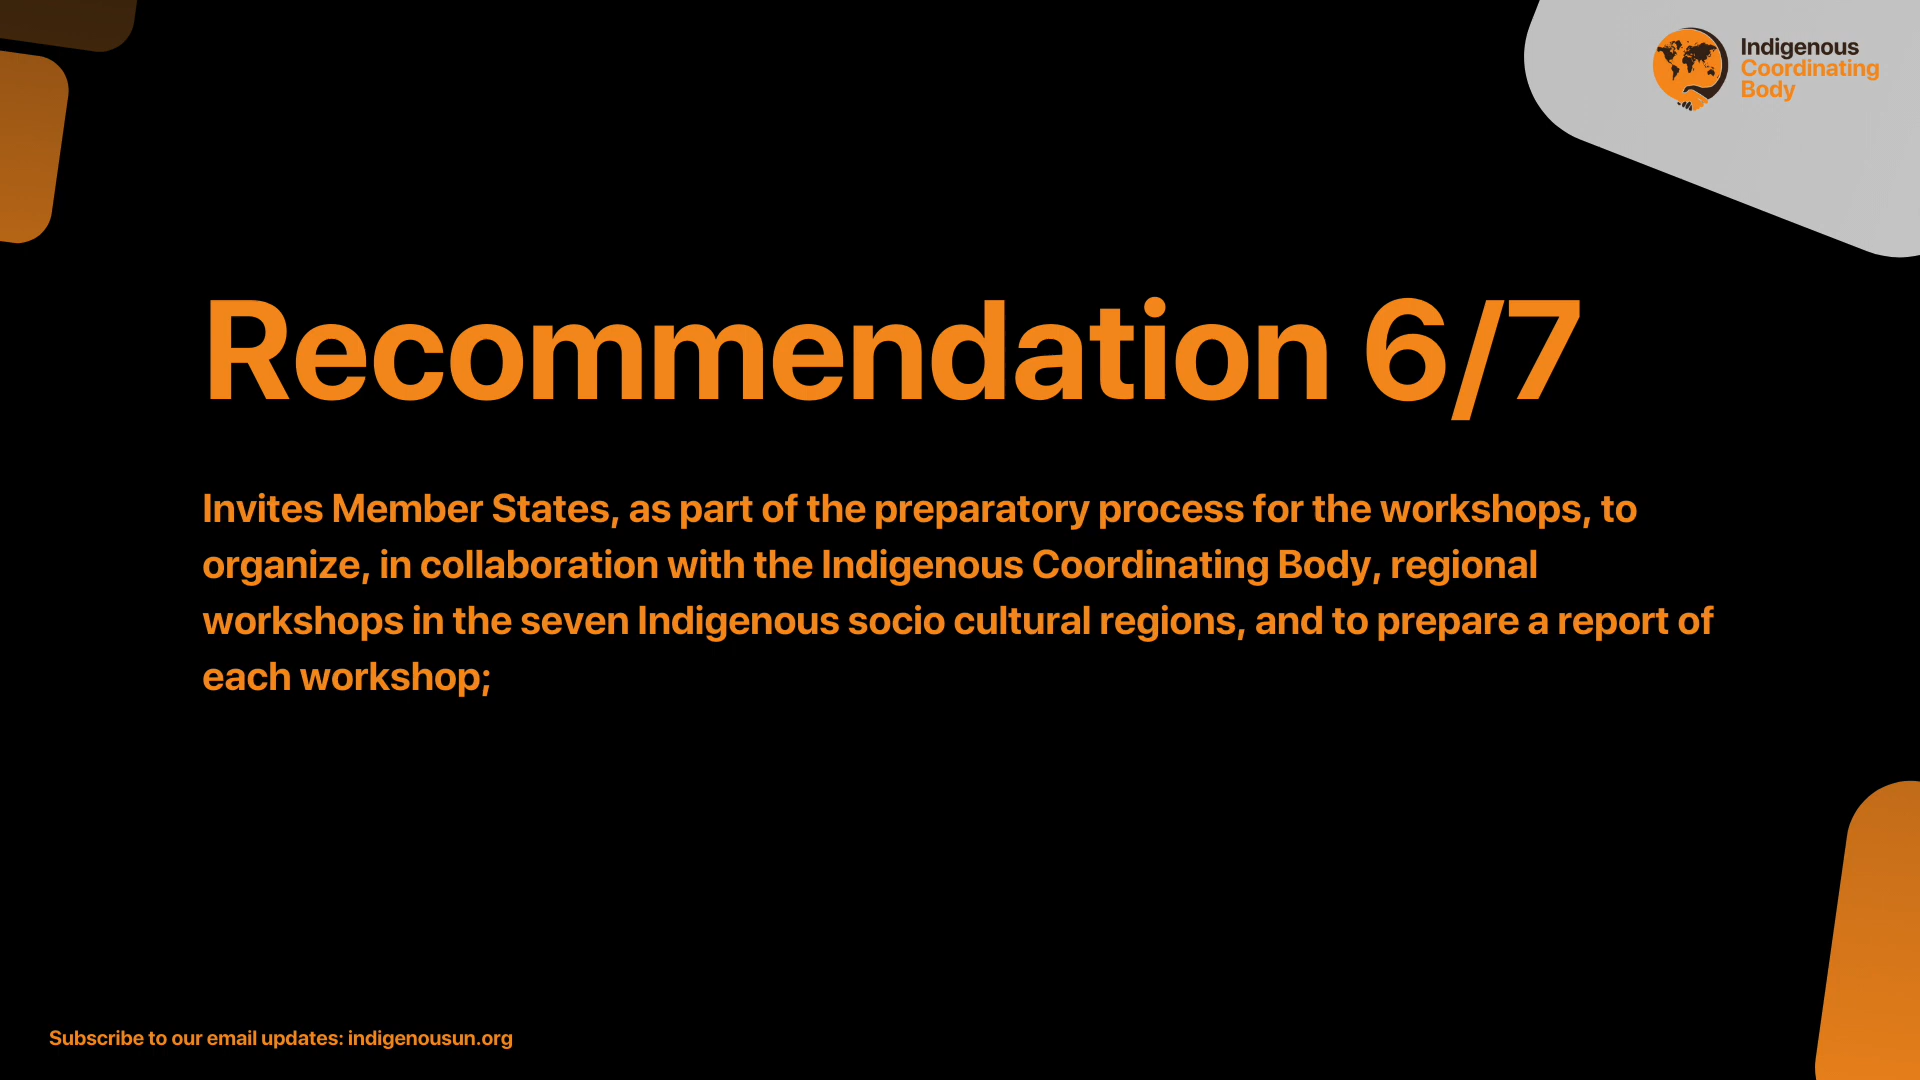 Indigenous
Coordinating
Body
Recommendation 6/7
Invites Member States, as part of the preparatory process for the workshops, to
organize, in collaboration with the Indigenous Coordinating Body, regional
workshops in the seven Indigenous socio cultural regions, and to prepare a report of
each workshop;
Subscribe to our email updates: indigenousun.org